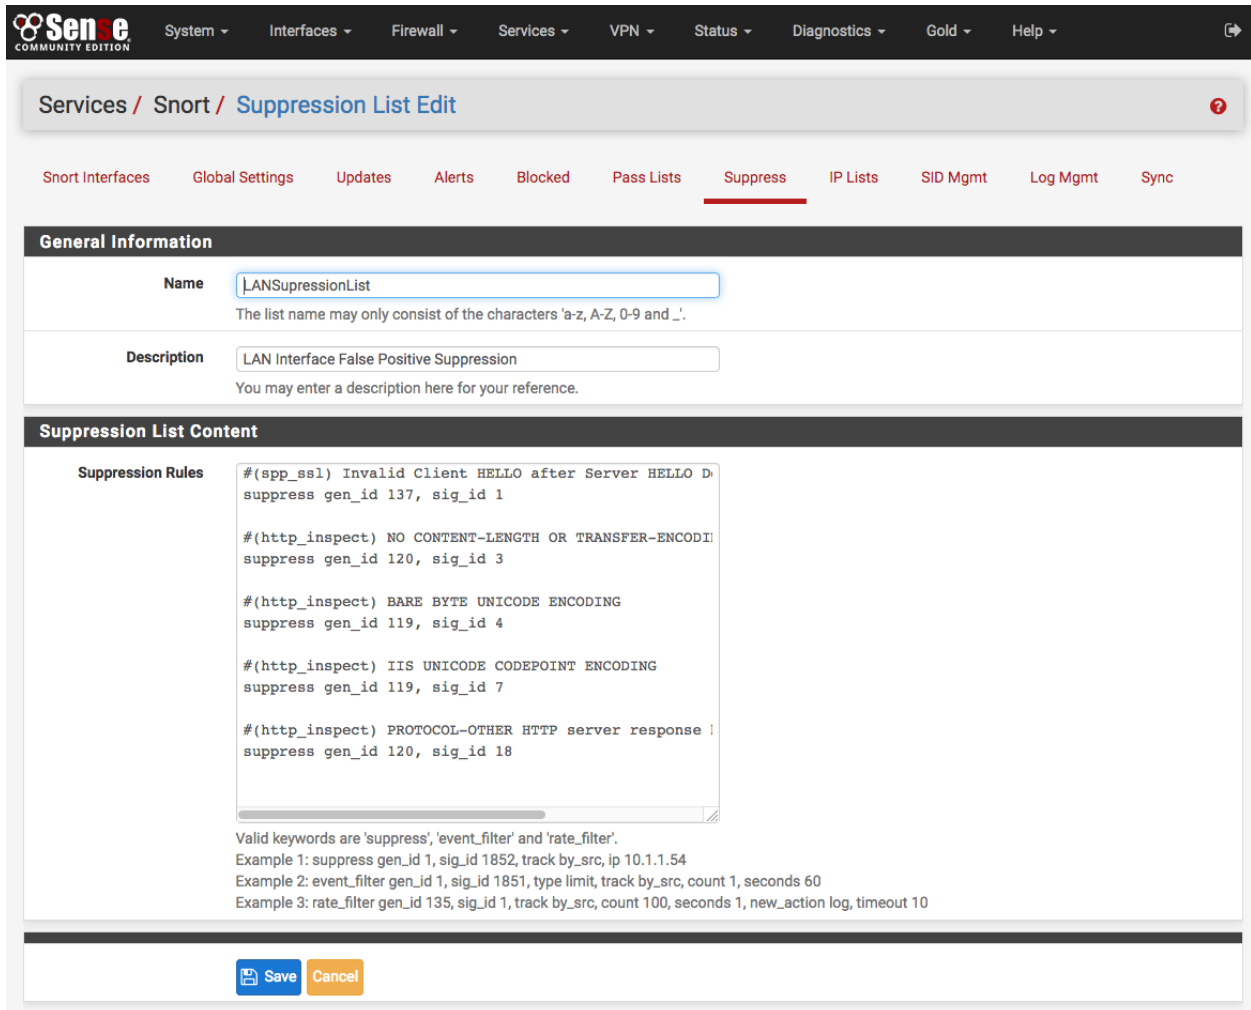 Sense
COMMUNITY EDITION
System Interfaces Firewall Services VPN Status Diagnostics Gold Help
Services / Snort / Suppression List Edit
Snort Interfaces Global Settings Updates Alerts Blocked Pass Lists Suppress IP Lists SID Mgmt Log Mgmt Sync
General Information
Name LANSupressionList
The list name may only consist of the characters 'a-z, A-Z, 0-9 and _'.
Description LAN Interface False Positive Suppression
You may enter a description here for your reference.
Suppression List Content
Suppression Rules #(spp_ssl) Invalid Client HELLO after Server HELLO
suppress gen_id 137, sig_id 1
#(http_inspect) NO CONTENT-LENGTH OR
suppress gen_id 120, sig_id 3
#(http_inspect) BARE BYTE UNICODE ENCODING
suppress gen_id 119, sig_id 4
#(http_inspect) IIS UNICODE CODEPOINT ENCODING
suppress gen_id 119, sig_id 7
#(http_inspect) PROTOCOL-OTHER HTTP server response
suppress gen_id 120, sig_id 18
Valid keywords are 'suppress', 'event_filter' and 'rate_filter'.
Example 1: suppress gen_id 1, sig_id 1852, track by_src, ip 10.1.1.54
Example 2: event_filter gen_id 1, sig_id 1851, type limit, track by_src, count 1, seconds 60
Example 3: rate_filter gen_id 135, sig_id 1, track by_src, count 100, seconds 1, new_action log, timeout 10
Save Cancel